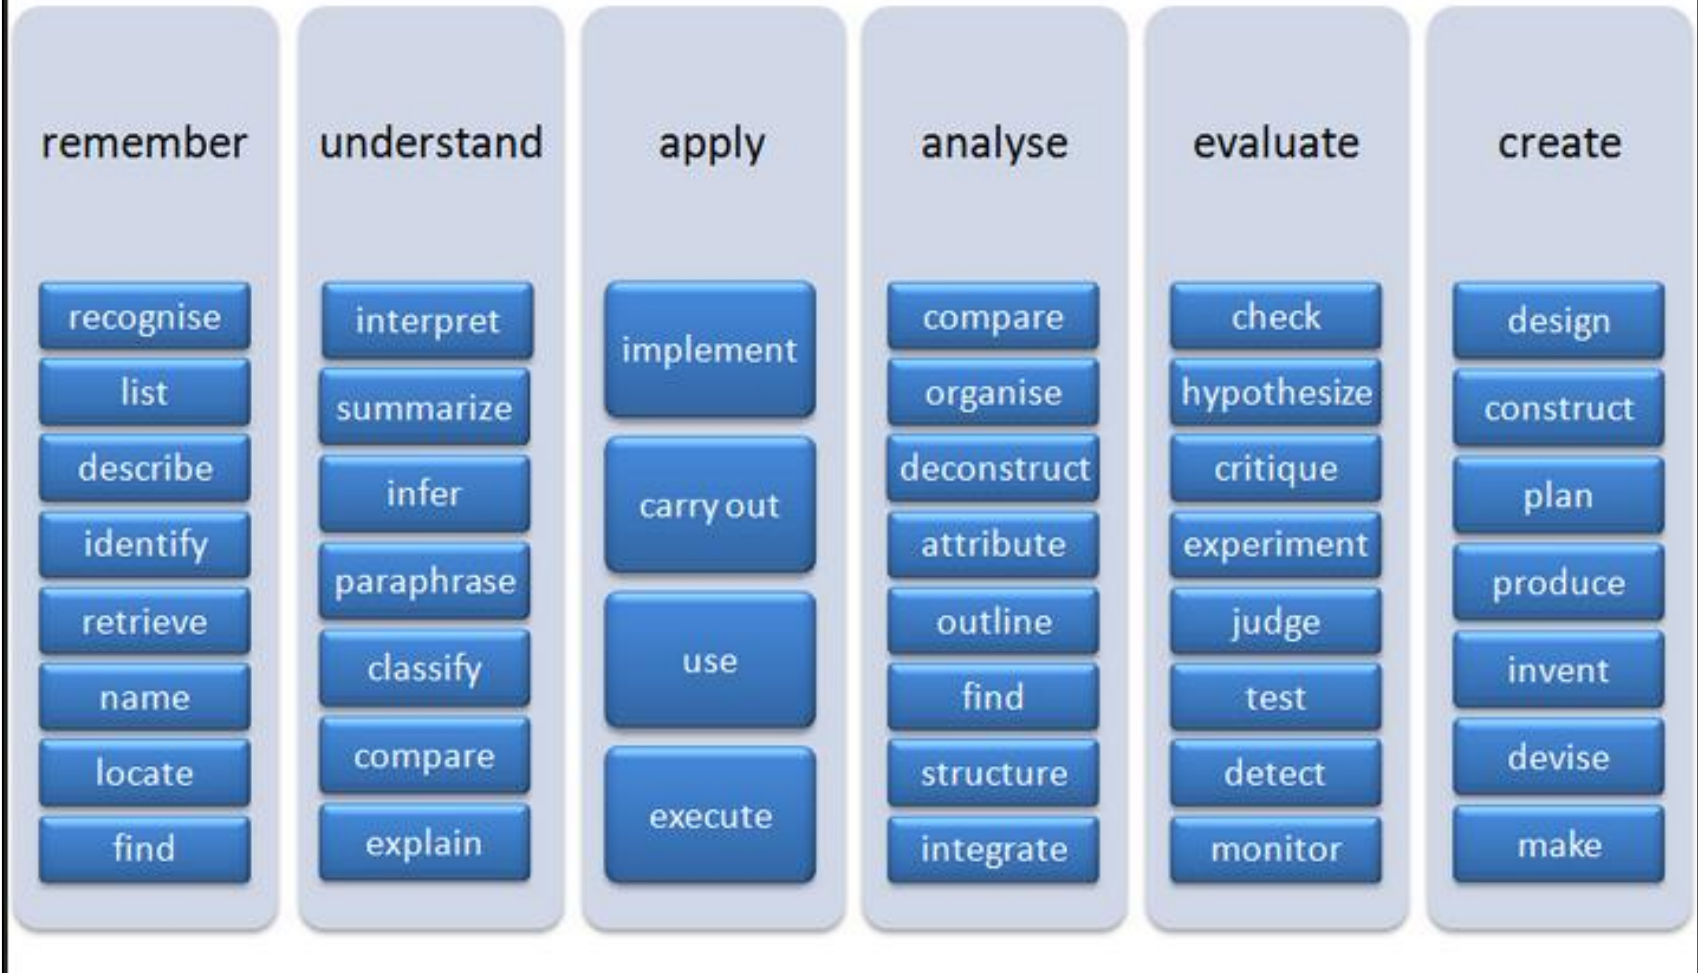 remember
recognise
list
describe
identify
retrieve
name
locate
find
understand
interpret
summarize
infer
paraphrase
classify
compare
explain
apply
implement
carry out
use
execute
analyse
compare
organise
deconstruct
attribute
outline
find
structure
integrate
evaluate
check
hypothesize
critique
experiment
judge
test
detect
monitor
create
design
construct
plan
produce
invent
devise
make